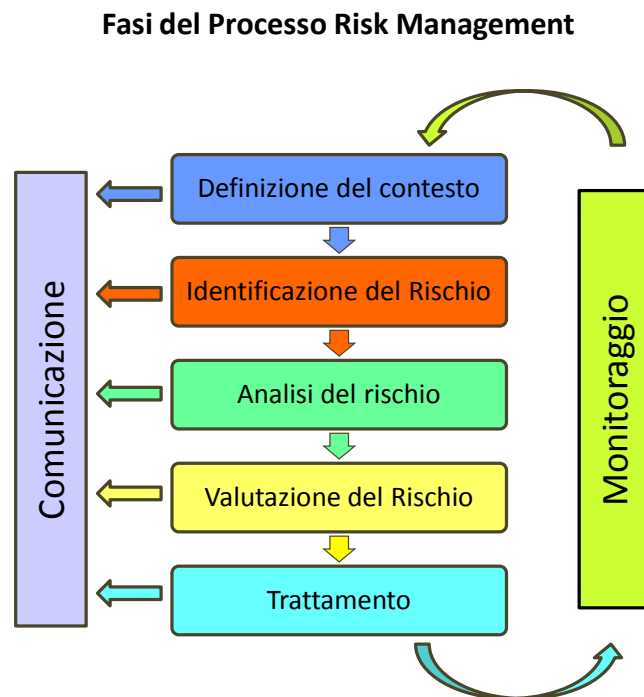 Fasi del Processo Risk Management
Comunicazione
Definizione del contesto
Identificazione del Rischio
Analisi del rischio
Valutazione del Rischio
Trattamento
Monitoraggio